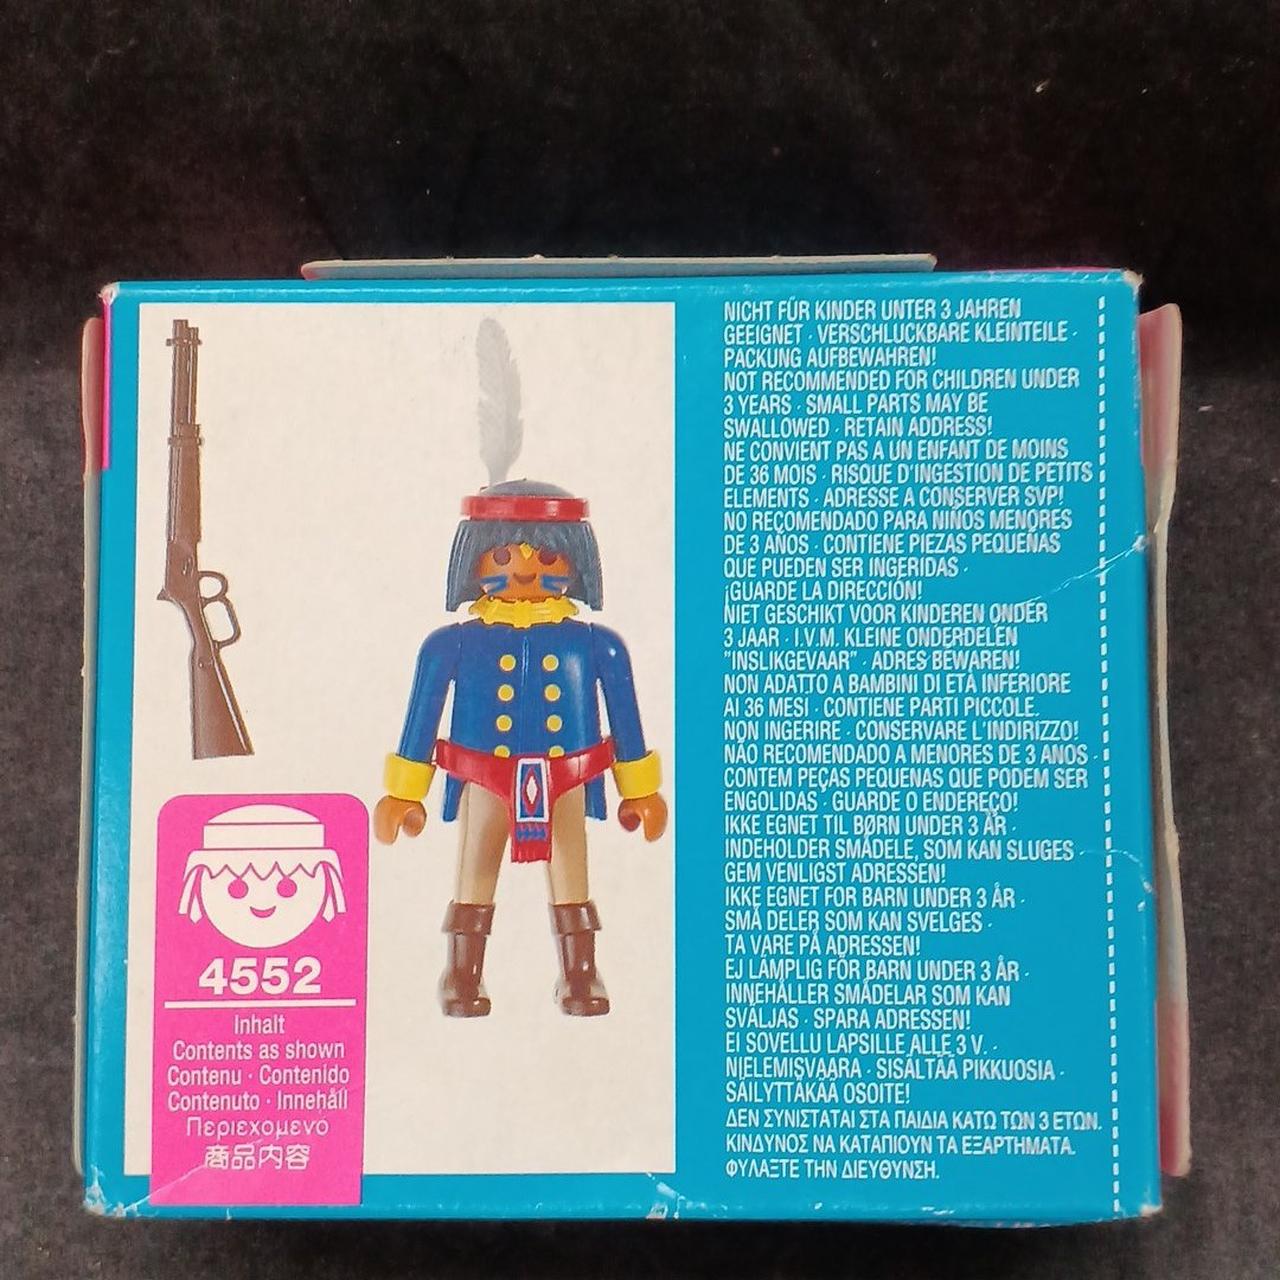 4552
Inhalt
Contents as shown
Contenu · Contenido
Contenuto · Innehåll
Περιεχομενό
商品内容
NICHT FÜR KINDER UNTER 3 JAHREN
GEEIGNET · VERSCHLUCKBARE KLEINTEILE ·
PACKUNG AUFBEWAHREN!
NOT RECOMMENDED FOR CHILDREN UNDER
3 YEARS · SMALL PARTS MAY BE
SWALLOWED · RETAIN ADDRESS!
NE CONVIENT PAS A UN ENFANT DE MOINS
DE 36 MOIS · RISQUE D'INGESTION DE PETITS
ELEMENTS · ADRESSE A CONSERVER SVP!
NO RECOMENDADO PARA NIÑOS MENORES
DE 3 AÑOS · CONTIENE PIEZAS PEQUEÑAS
QUE PUEDEN SER INGERIDAS ·
¡GUARDE LA DIRECCIÓN!
NIET GESCHIKT VOOR KINDEREN ONDER
3 JAAR · I.V.M. KLEINE ONDERDELEN
"INSLIKGEVAAR" · ADRES BEWAREN!
NON ADATTO A BAMBINI DI ETÀ INFERIORE
AI 36 MESI · CONTIENE PARTI PICCOLE.
NON INGERIRE · CONSERVARE L'INDIRIZZO!
NÃO RECOMENDADO A MENORES DE 3 ANOS ·
CONTEM PEÇAS PEQUENAS QUE PODEM SER
ENGOLIDAS · GUARDE O ENDEREÇO!
IKKE EGNET TIL BØRN UNDER 3 ÅR ·
INDEHOLDER SMÅDELE, SOM KAN SLUGES ·
GEM VENLIGST ADRESSEN!
IKKE EGNET FOR BARN UNDER 3 ÅR ·
SMÅ DELER SOM KAN SVELGES ·
TA VARE PÅ ADRESSEN!
EJ LÄMPLIG FÖR BARN UNDER 3 ÅR ·
INNEHÅLLER SMÅDELAR SOM KAN
SVÄLJAS · SPARA ADRESSEN!
EI SOVELLU LAPSILLE ALLE 3 V. ·
NIELEMISVAARA · SISÄLTÄÄ PIKKUOSIA ·
SÄILYTTÄKÄÄ OSOITE!
ΔΕΝ ΣΥΝΙΣΤΑΤΑΙ ΣΤΑ ΠΑΙΔΙΑ ΚΑΤΩ ΤΩΝ 3 ΕΤΩΝ.
ΚΙΝΔΥΝΟΣ ΝΑ ΚΑΤΑΠΙΟΥΝ ΤΑ ΕΞΑΡΤΗΜΑΤΑ.
ΦΥΛΑΞΤΕ ΤΗΝ ΔΙΕΥΘΥΝΣΗ.